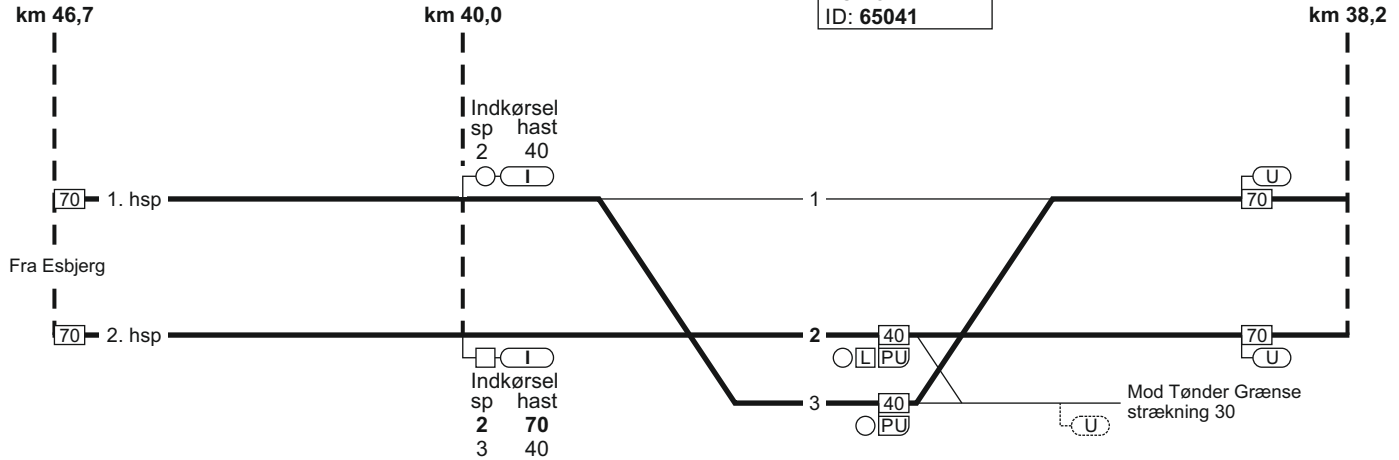 km 46,7
km 40,0
ID: 65041
km 38,2
Indkørsel
sp hast
2 40
I
U
70
1. hsp
1
70
Fra Esbjerg
70
2. hsp
2
40
70
I
L
PU
U
Indkørsel
sp hast
2 70
3 40
3
40
PU
Mod Tønder Grænse
strækning 30
U